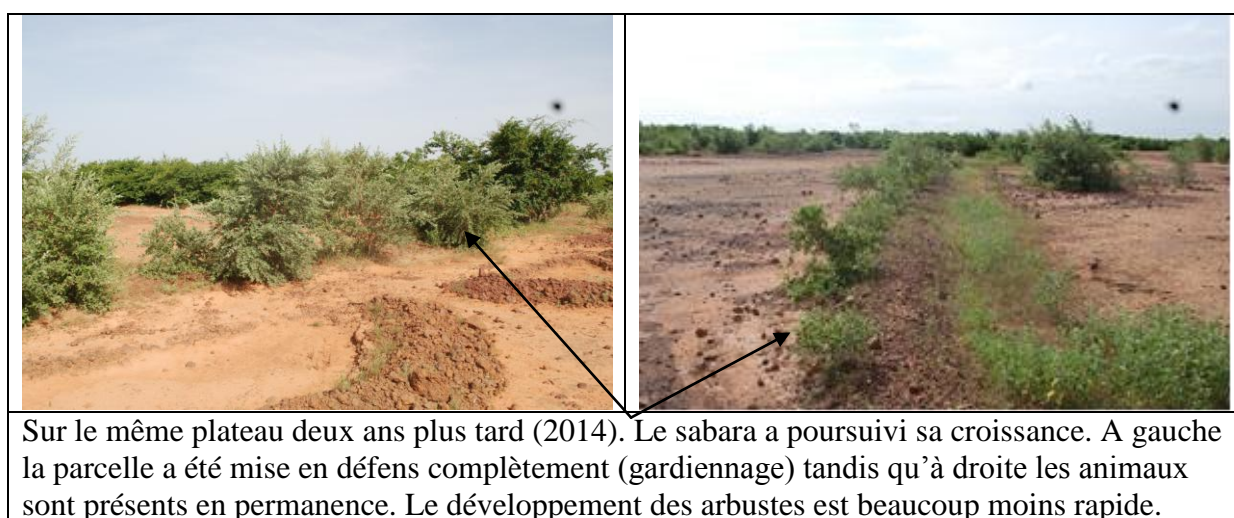 Sur le même plateau deux ans plus tard (2014). Le sabara a poursuivi sa croissance. A gauche
la parcelle a été mise en défens complètement (gardiennage) tandis qu'à droite les animaux
sont présents en permanence. Le développement des arbustes est beaucoup moins rapide.